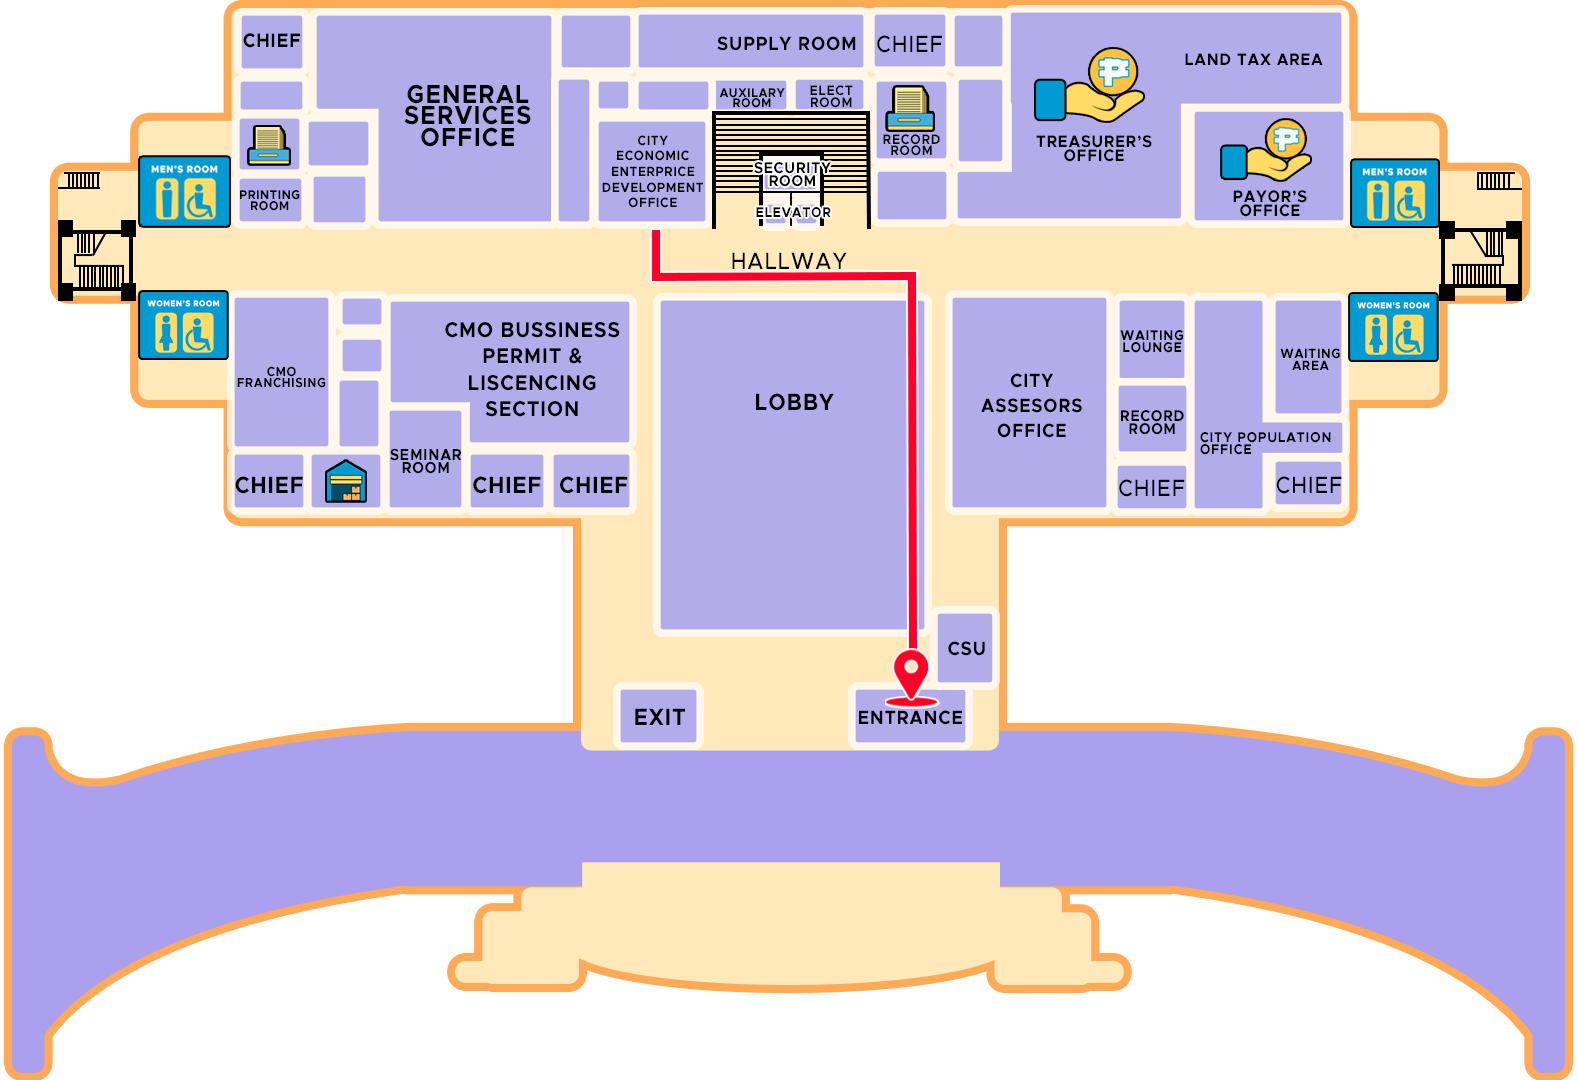 CHIEF
GENERAL
SERVICES
OFFICE
SUPPLY ROOM
CHIEF
LAND TAX AREA
AUXILARY
ROOM
ELECT
ROOM
TREASURER'S
OFFICE
RECORD
ROOM
CITY
ECONOMIC
ENTERPRICE
DEVELOPMENT
OFFICE
SECURITY
ROOM
ELEVATOR
MEN'S ROOM
PRINTING
ROOM
PAYOR'S
OFFICE
MEN'S ROOM
HALLWAY
WOMEN'S ROOM
CMO
FRANCHISING
CMO BUSSINESS
PERMIT &
LISCENCING
SECTION
SEMINAR
ROOM
CHIEF
CHIEF
CHIEF
LOBBY
CITY
ASSESORS
OFFICE
WAITING
LOUNGE
RECORD
ROOM
CHIEF
WAITING
AREA
CITY POPULATION
OFFICE
CHIEF
WOMEN'S ROOM
CSU
EXIT
ENTRANCE